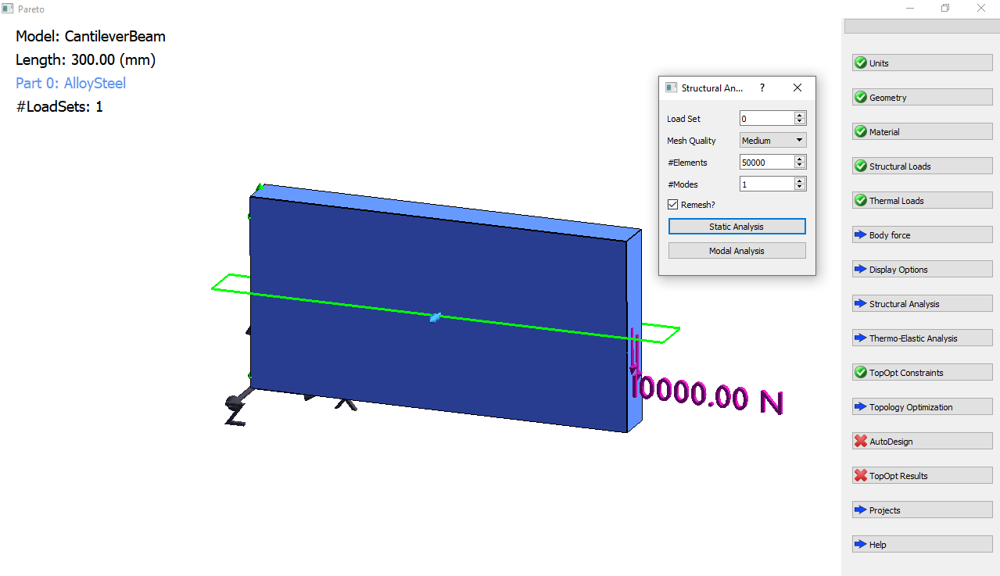 Pareto
Model: CantileverBeam
Length: 300.00 (mm)
Part 0: AlloySteel
#LoadSets: 1
Structural An... ?
Load Set 0
Mesh Quality Medium
#Elements 50000
#Modes 1
Remesh?
Static Analysis
Modal Analysis
10000.00 N
Z
X
Units
Geometry
Material
Structural Loads
Thermal Loads
Body force
Display Options
Structural Analysis
Thermo-Elastic Analysis
TopOpt Constraints
Topology Optimization
AutoDesign
TopOpt Results
Projects
Help